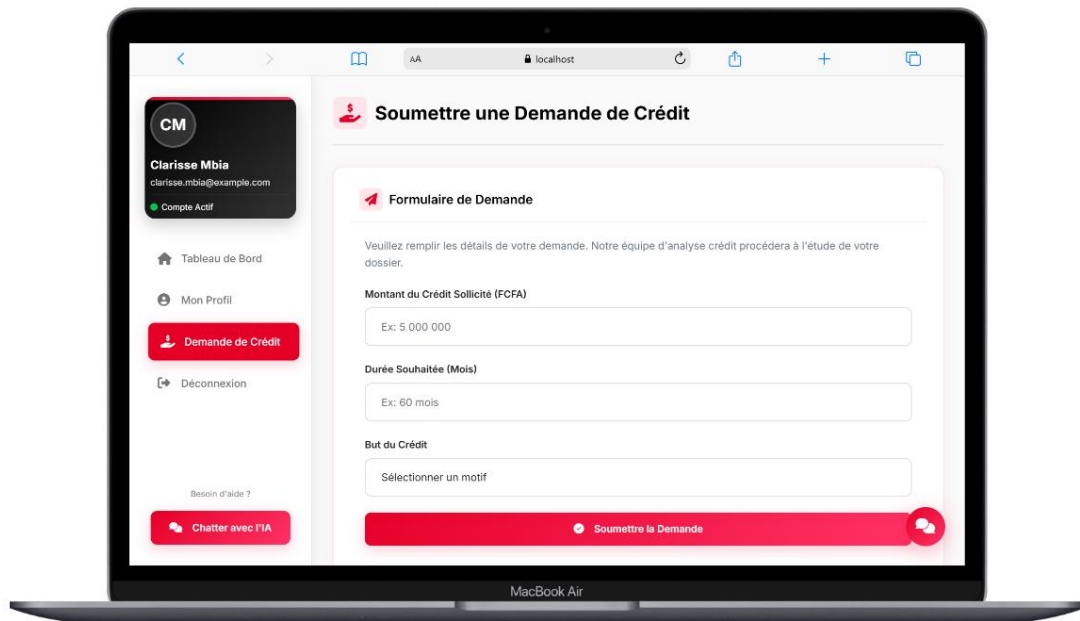 AA
localhost
CM
Clarisse Mbia
clarisse.mbia@example.com
Compte Actif
Tableau de Bord
Mon Profil
Demande de Crédit
Déconnexion
Besoin d'aide ?
Chatter avec l'IA
Soumettre une Demande de Crédit
Formulaire de Demande
Veuillez remplir les détails de votre demande. Notre équipe d'analyse crédit procédera à l'étude de votre
dossier.
Montant du Crédit Sollicité (FCFA)
Ex: 5 000 000
Durée Souhaitée (Mois)
Ex: 60 mois
But du Crédit
Sélectionner un motif
Soumettre la Demande
MacBook Air